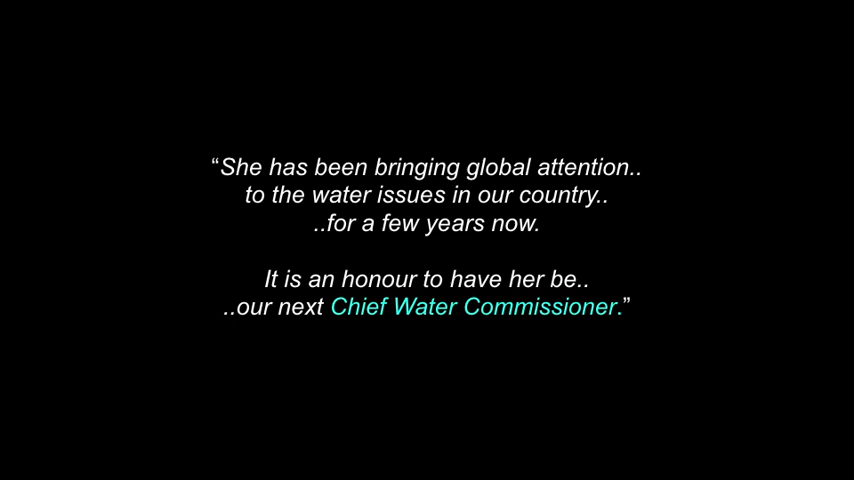 “She has been bringing global attention..
to the water issues in our country..
..for a few years now.
It is an honour to have her be..
..our next Chief Water Commissioner.”